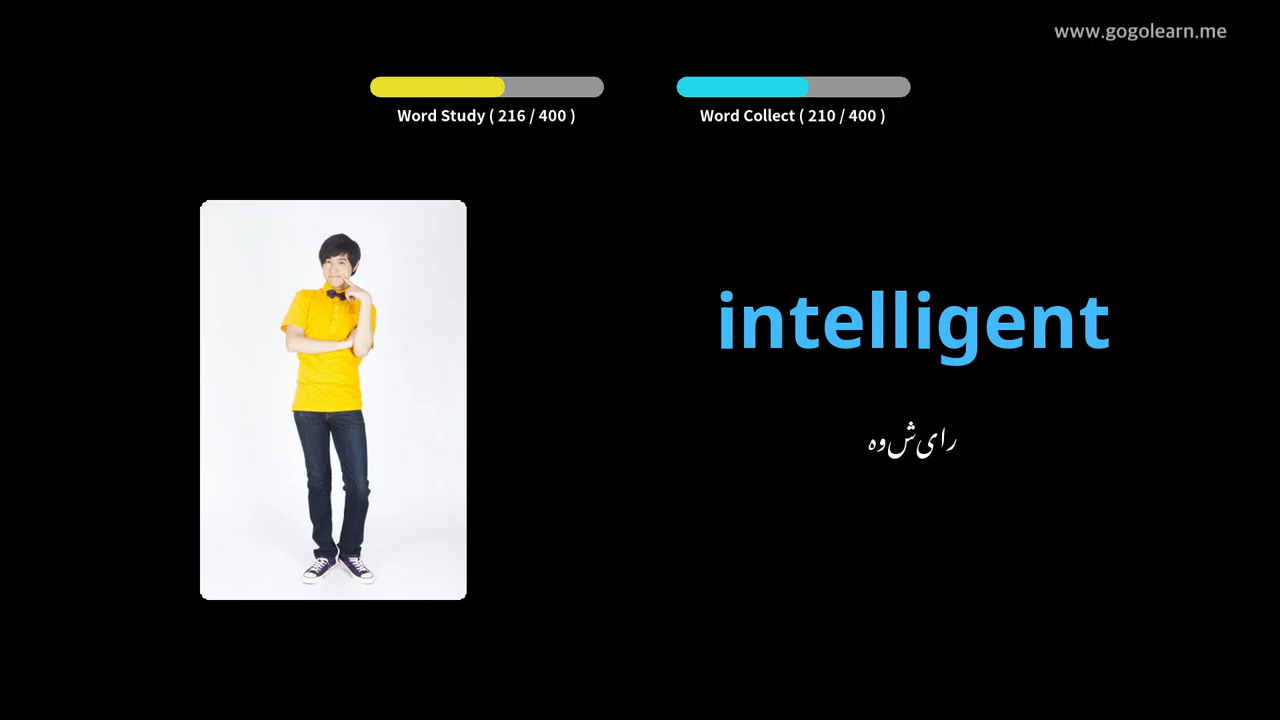 www.gogolearn.me
Word Study ( 216 / 400 )
Word Collect ( 210 / 400 )
intelligent
رای‌ش‌وه